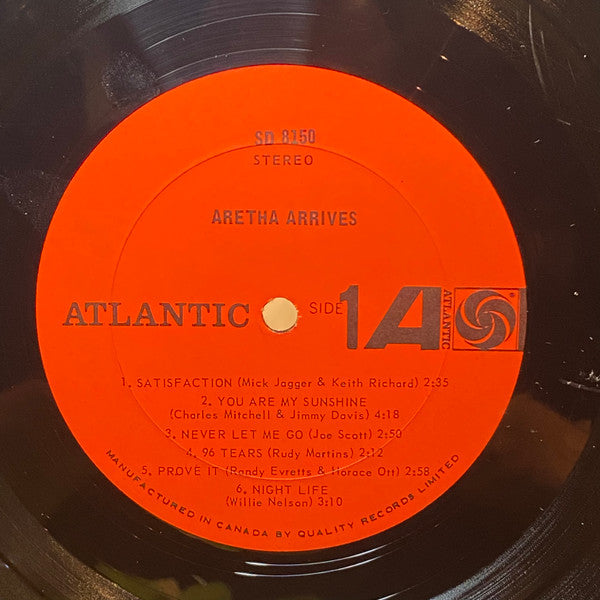 SD 8150
STEREO
ARETHA ARRIVES
ATLANTIC SIDE 1 A ATLANTIC ®
1. SATISFACTION (Mick Jagger & Keith Richard) 2:35
2. YOU ARE MY SUNSHINE
(Charles Mitchell & Jimmy Davis) 4:18
3. NEVER LET ME GO (Joe Scott) 2:50
4. 96 TEARS (Rudy Martins) 2:12
5. PROVE IT (Randy Evretts & Horace Ott) 2:58
6. NIGHT LIFE
(Willie Nelson) 3:10
MANUFACTURED IN CANADA BY QUALITY RECORDS LIMITED